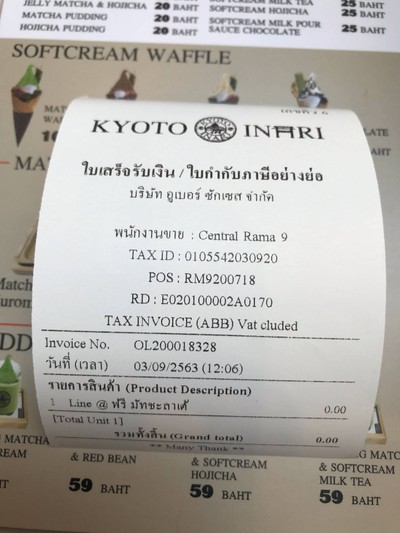 JELLY MATCHA & HOJICHA 20 BAHT
MATCHA PUDDING 20 BAHT
HOJICHA PUDDING 20 BAHT
SOFTCREAM MILK TEA 25 BAHT
SOFTCREAM HOJICHA 25 BAHT
SOFTCREAM MILK POUR
SAUCE CHOCOLATE 25 BAHT
SOFTCREAM WAFFLE
KYOTO INARI
ใบเสร็จรับเงิน / ใบกำกับภาษีอย่างย่อ
บริษัท อูเบอร์ ซักเซส จำกัด
พนักงานขาย : Central Rama 9
TAX ID : 0105542030920
POS : RM9200718
RD : E020100002A0170
TAX INVOICE (ABB) Vat cluded
Invoice No. OL200018328
วันที่ (เวลา) 03/09/2563 (12:06)
รายการสินค้า (Product Description)
1 Line @ ฟรี มัทชะลาเต้ 0.00
[Total Unit 1]
รวมทั้งสิ้น (Grand total) 0.00
** Many Thank **
MATCHA
& RED BEAN
59 BAHT
& SOFTCREAM
HOJICHA
59 BAHT
& SOFTCREAM
MILK TEA
59 BAHT